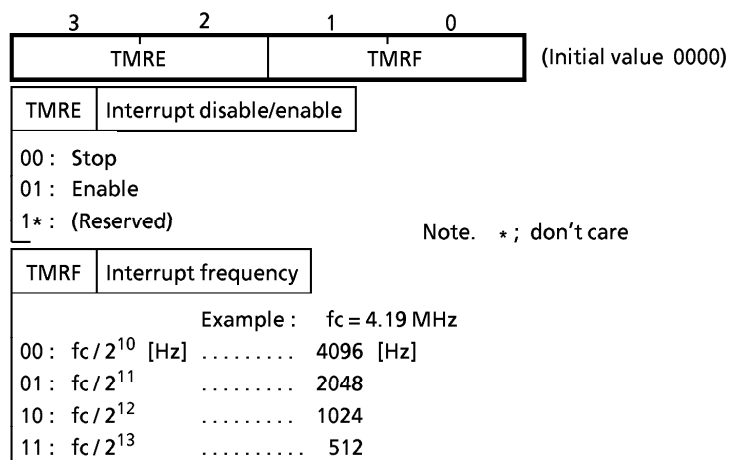 3 2 1 0
TMRE TMRF (Initial value 0000)
TMRE Interrupt disable/enable
00 : Stop
01 : Enable
1* : (Reserved)
Note. * ; don't care
TMRF Interrupt frequency
Example : fc = 4.19 MHz
00 : fc / 2^10 [Hz] ......... 4096 [Hz]
01 : fc / 2^11 ......... 2048
10 : fc / 2^12 ......... 1024
11 : fc / 2^13 .......... 512